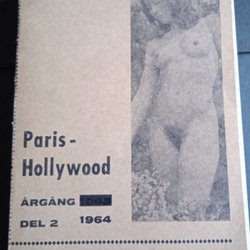 Paris-
Hollywood
ÅRGÅNG
DEL 2 1964